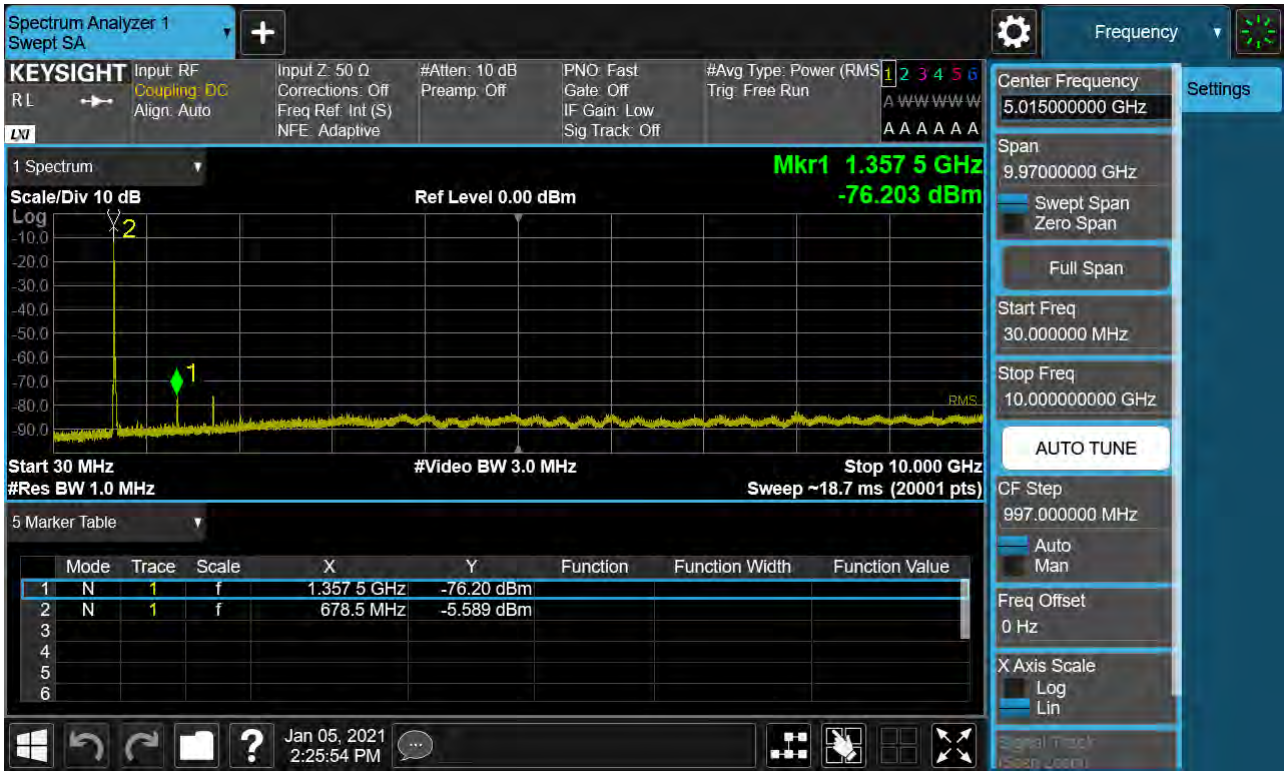 Spectrum Analyzer 1
Swept SA
+
Frequency
KEYSIGHT
RL
LXI
Input: RF
Coupling: DC
Align: Auto
Input Z: 50 Ω
Corrections: Off
Freq Ref: Int (S)
NFE: Adaptive
#Atten: 10 dB
Preamp: Off
PNO: Fast
Gate: Off
IF Gain: Low
Sig Track: Off
#Avg Type: Power (RMS
Trig: Free Run
1 2 3 4 5 6
A W W W W W
A A A A A A
1 Spectrum
Mkr1 1.357 5 GHz
-76.203 dBm
Scale/Div 10 dB
Ref Level 0.00 dBm
Log
-10.0
-20.0
-30.0
-40.0
-50.0
-60.0
-70.0
-80.0
-90.0
2
1
RMS
Start 30 MHz
#Video BW 3.0 MHz
Stop 10.000 GHz
#Res BW 1.0 MHz
Sweep ~18.7 ms (20001 pts)
5 Marker Table
Mode Trace Scale X Y Function Function Width Function Value
1 N 1 f 1.357 5 GHz -76.20 dBm
2 N 1 f 678.5 MHz -5.589 dBm
3
4
5
6
Jan 05, 2021
2:25:54 PM
?
Center Frequency
5.015000000 GHz
Settings
Span
9.97000000 GHz
Swept Span
Zero Span
Full Span
Start Freq
30.000000 MHz
Stop Freq
10.000000000 GHz
AUTO TUNE
CF Step
997.000000 MHz
Auto
Man
Freq Offset
0 Hz
X Axis Scale
Log
Lin
Signal Track
(Span Zoom)